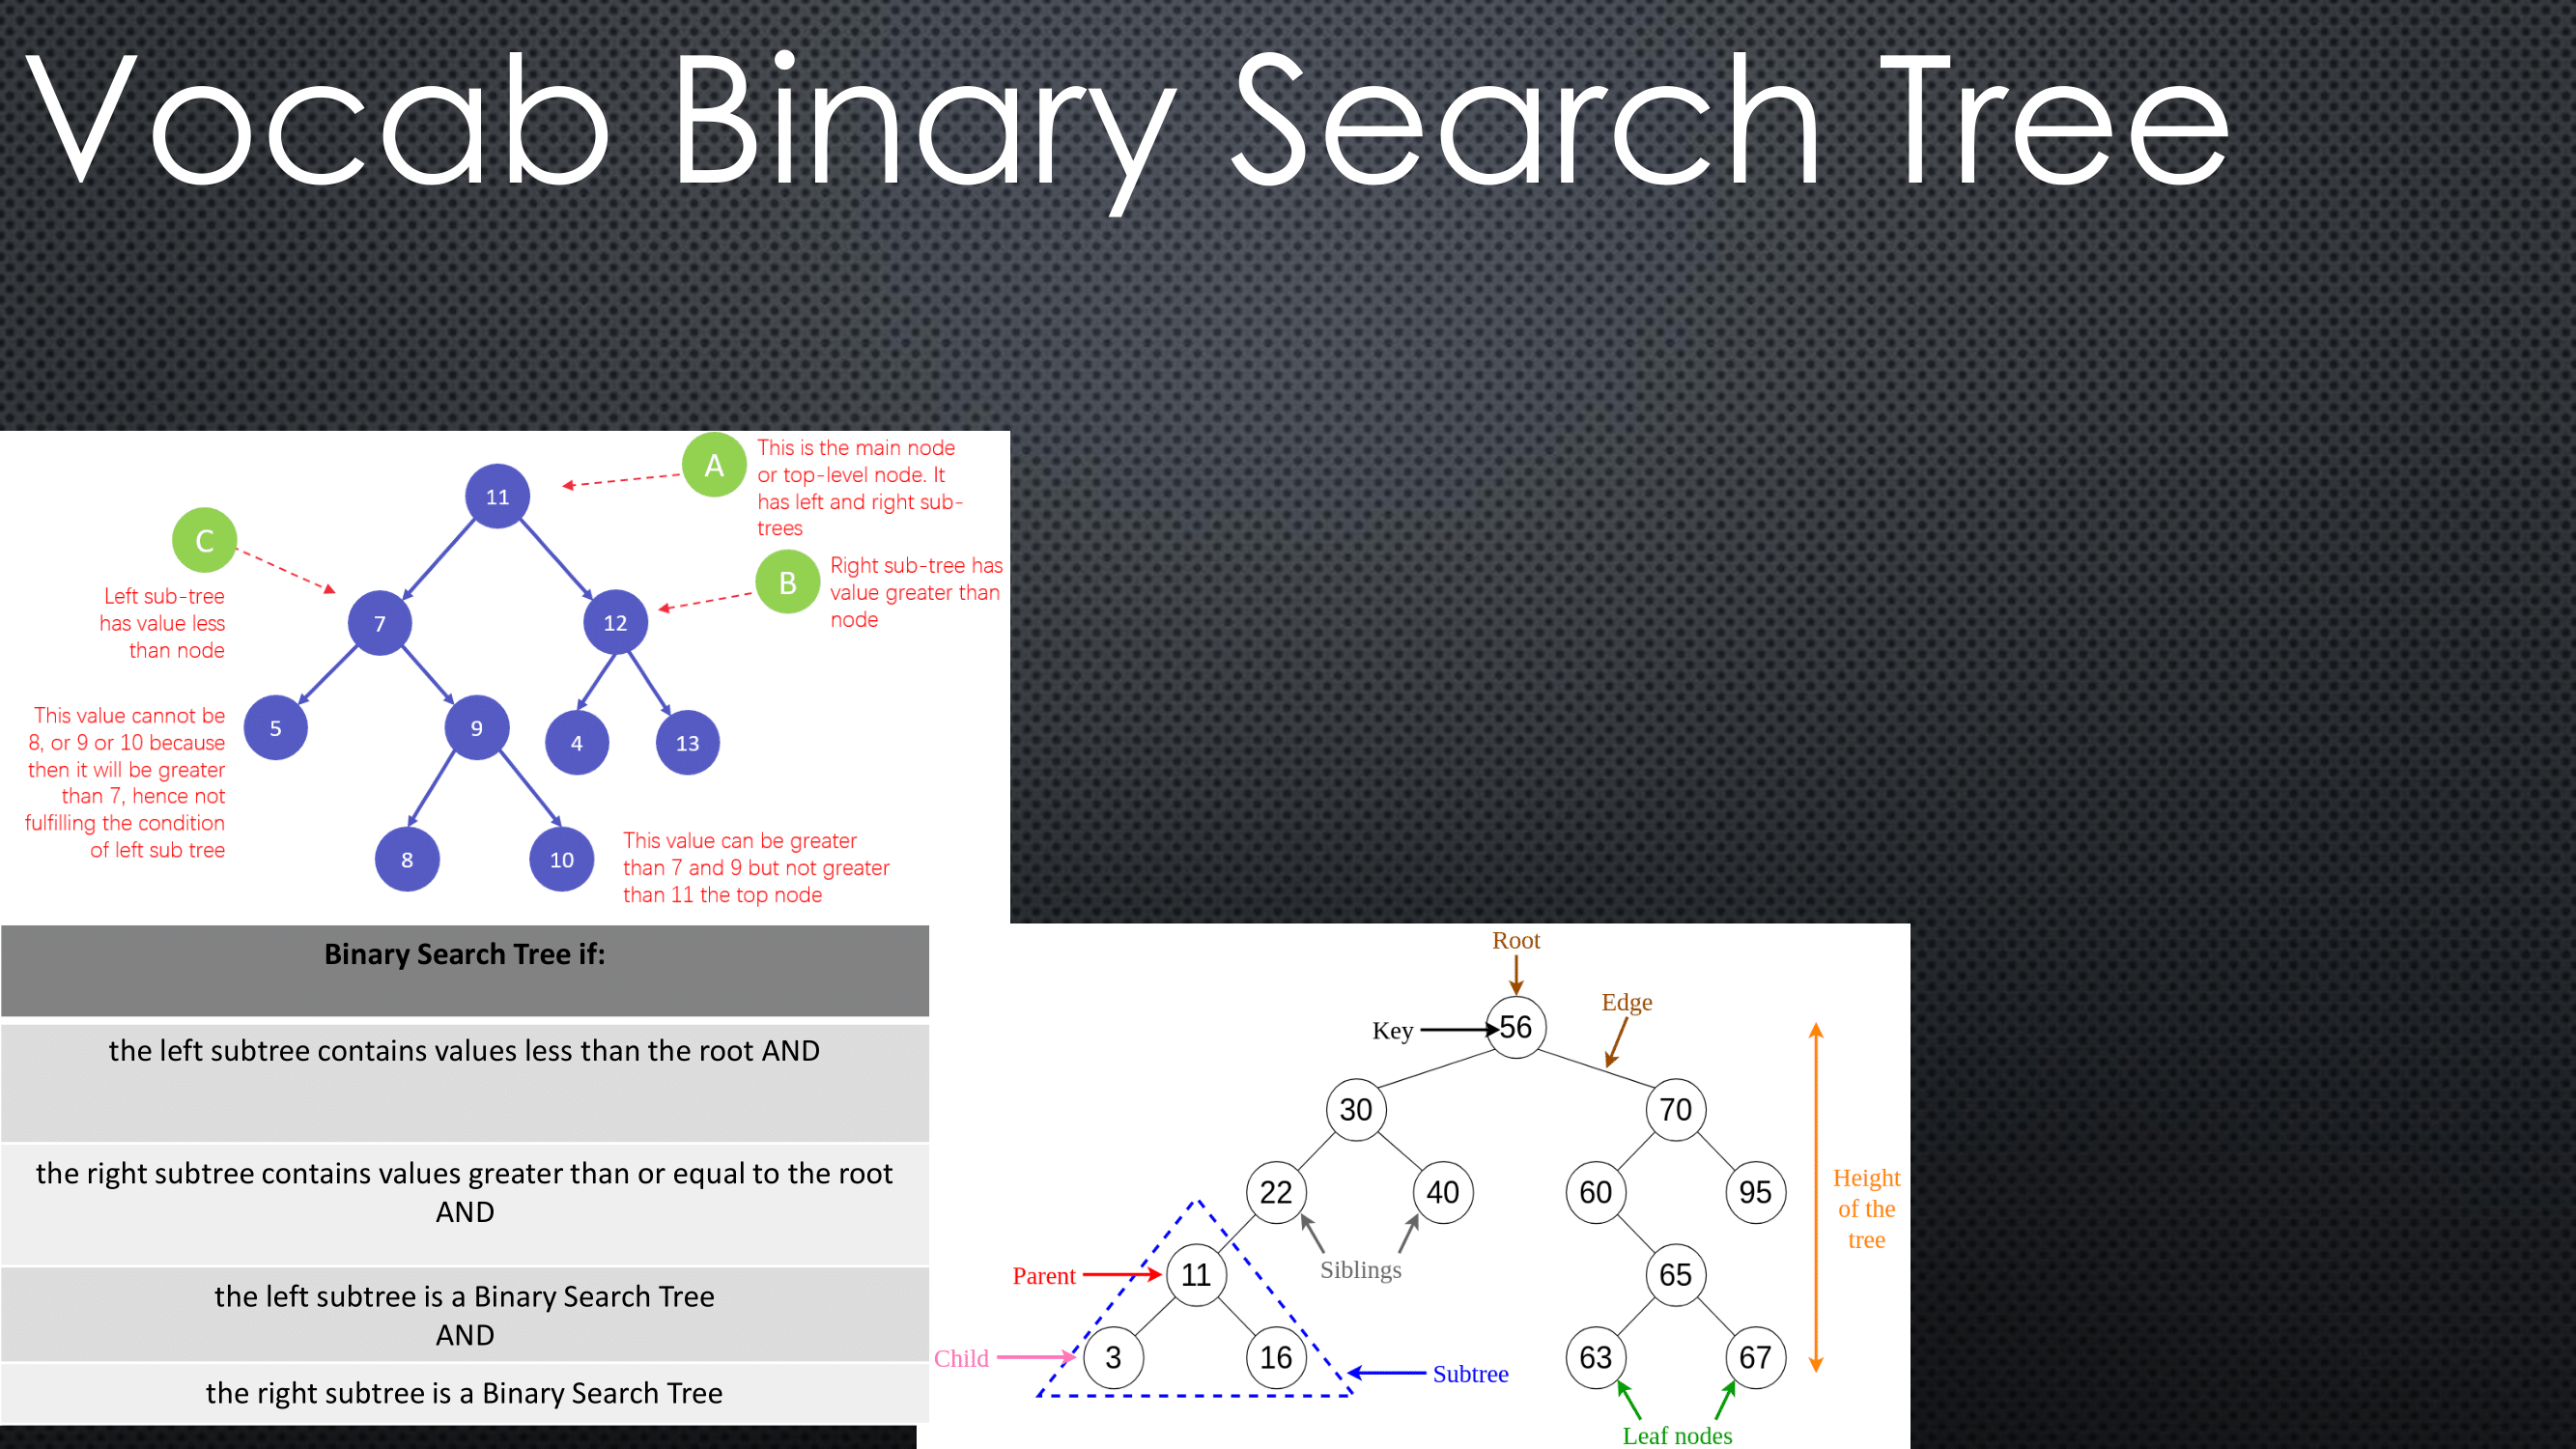 Vocab Binary Search Tree
A
This is the main node
or top-level node. It
has left and right sub-
trees
11
C
B
Right sub-tree has
value greater than
node
Left sub-tree
has value less
than node
7
12
This value cannot be
8, or 9 or 10 because
then it will be greater
than 7, hence not
fulfilling the condition
of left sub tree
5
9
4
13
8
10
This value can be greater
than 7 and 9 but not greater
than 11 the top node
Binary Search Tree if:
the left subtree contains values less than the root AND
the right subtree contains values greater than or equal to the root
AND
the left subtree is a Binary Search Tree
AND
the right subtree is a Binary Search Tree
Root
Edge
Key
56
30
70
22
40
60
95
Height
of the
tree
Siblings
Parent
11
65
Child
3
16
63
67
Subtree
Leaf nodes